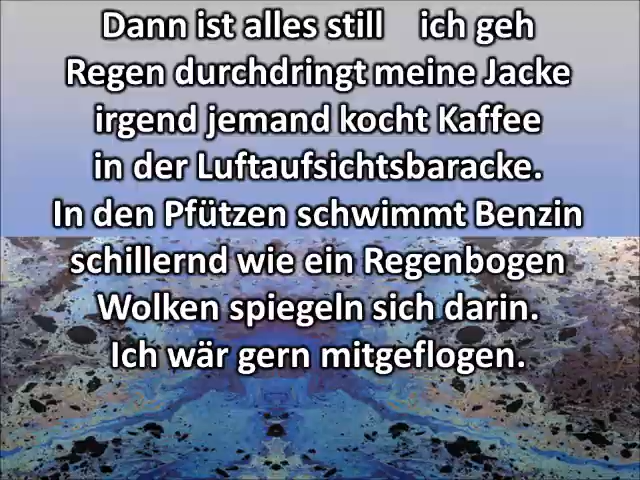 Dann ist alles still ich geh
Regen durchdringt meine Jacke
irgend jemand kocht Kaffee
in der Luftaufsichtsbaracke.
In den Pfützen schwimmt Benzin
schillernd wie ein Regenbogen
Wolken spiegeln sich darin.
Ich wär gern mitgeflogen.